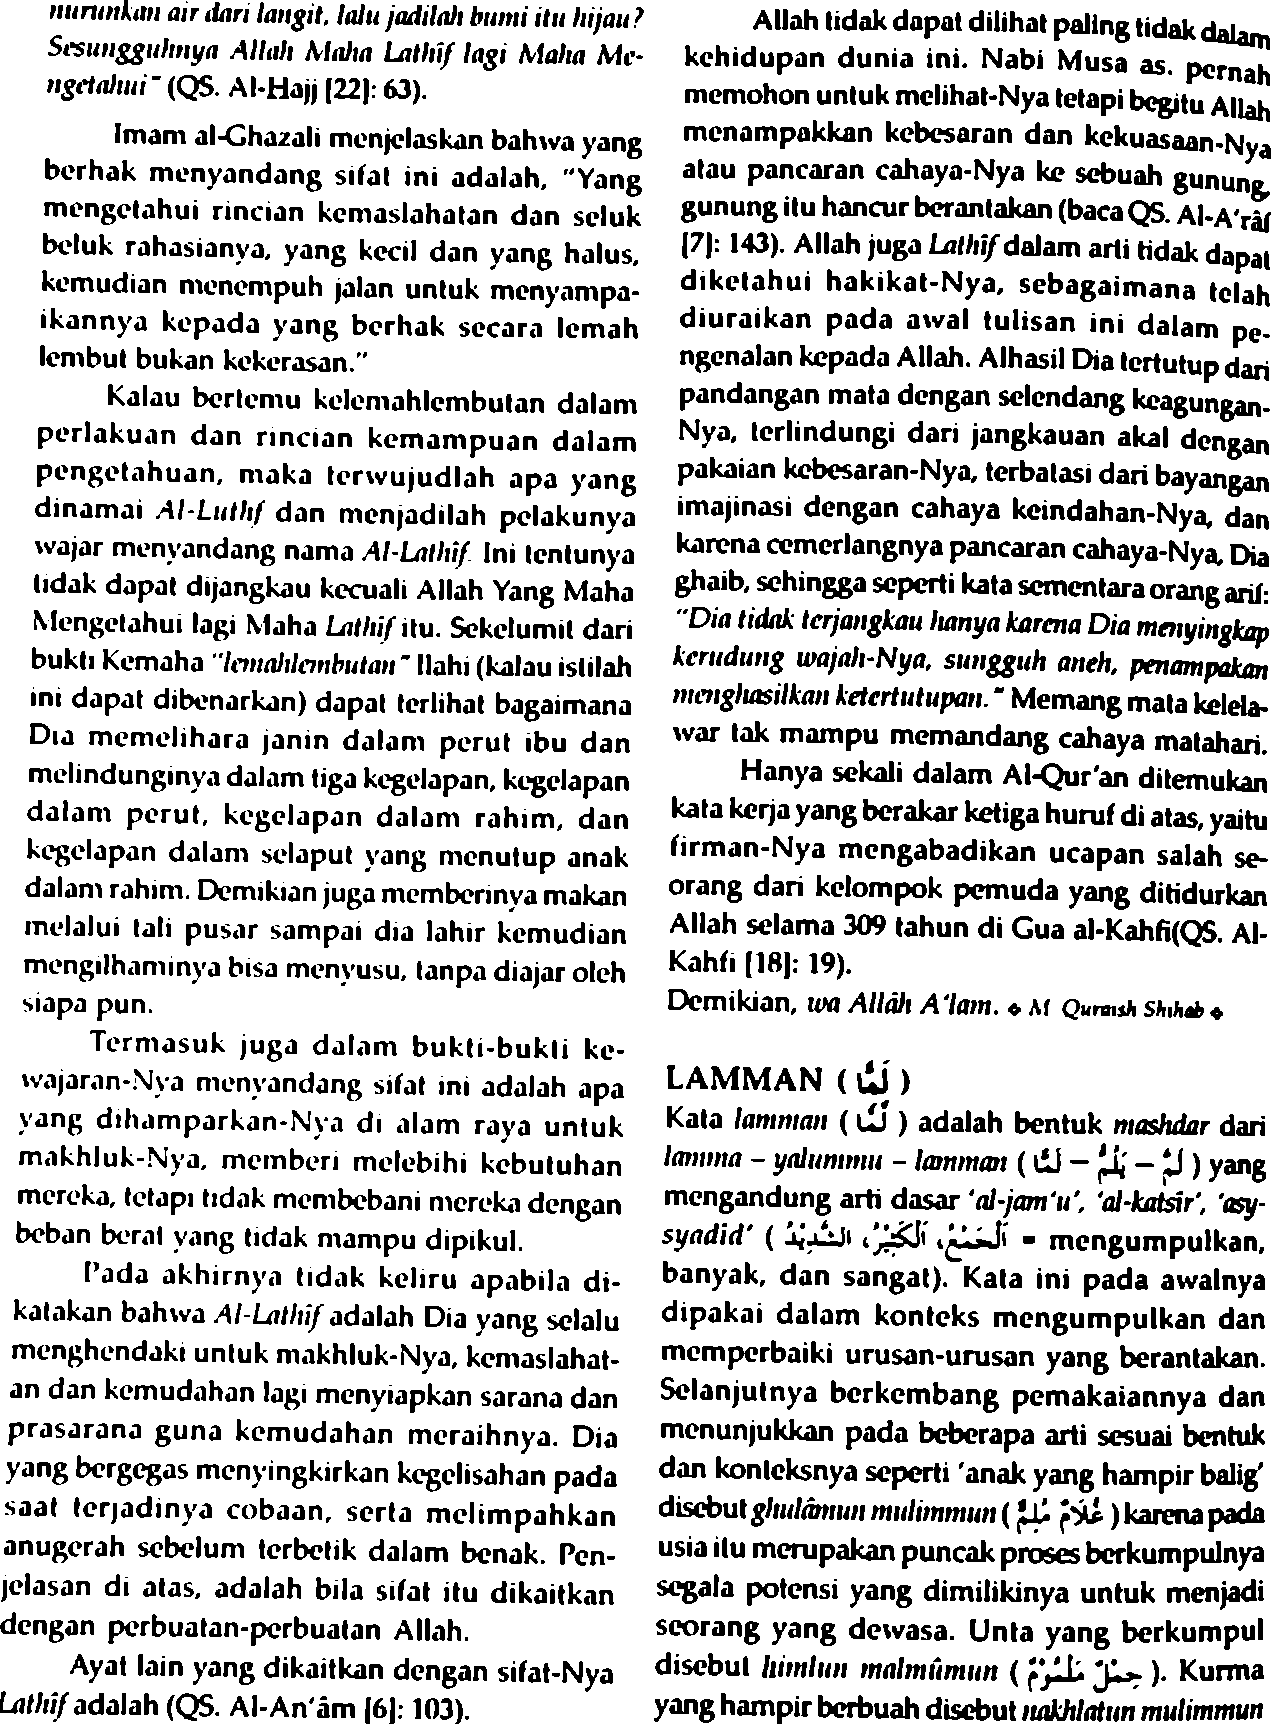 nurunkan air dari langit, lalu jadilah bumi itu hijau?
Sesungguhnya Allah Maha Lathîf lagi Maha Me-
ngetahui" (QS. Al-Hajj [22]: 63).
Imam al-Ghazali menjelaskan bahwa yang
berhak menyandang sifat ini adalah, "Yang
mengetahui rincian kemaslahatan dan seluk
beluk rahasianya, yang kecil dan yang halus,
kemudian menempuh jalan untuk menyampa-
ikannya kepada yang berhak secara lemah
lembut bukan kekerasan."
Kalau bertemu kelemahlembutan dalam
perlakuan dan rincian kemampuan dalam
pengetahuan, maka terwujudlah apa yang
dinamai Al-Luthf dan menjadilah pelakunya
wajar menyandang nama Al-Lathîf. Ini tentunya
tidak dapat dijangkau kecuali Allah Yang Maha
Mengetahui lagi Maha Lathîf itu. Sekelumit dari
bukti Kemaha "lemahlembutan" Ilahi (kalau istilah
ini dapat dibenarkan) dapat terlihat bagaimana
Dia memelihara janin dalam perut ibu dan
melindunginya dalam tiga kegelapan, kegelapan
dalam perut, kegelapan dalam rahim, dan
kegelapan dalam selaput yang menutup anak
dalam rahim. Demikian juga memberinya makan
melalui tali pusar sampai dia lahir kemudian
mengilhaminya bisa menyusu, tanpa diajar oleh
siapa pun.
Termasuk juga dalam bukti-bukti ke-
wajaran-Nya menyandang sifat ini adalah apa
yang dihamparkan-Nya di alam raya untuk
makhluk-Nya, memberi melebihi kebutuhan
mereka, tetapi tidak membebani mereka dengan
beban berat yang tidak mampu dipikul.
Pada akhirnya tidak keliru apabila di-
katakan bahwa Al-Lathîf adalah Dia yang selalu
menghendaki untuk makhluk-Nya, kemaslahat-
an dan kemudahan lagi menyiapkan sarana dan
prasarana guna kemudahan meraihnya. Dia
yang bergegas menyingkirkan kegelisahan pada
saat terjadinya cobaan, serta melimpahkan
anugerah sebelum terbetik dalam benak. Pen-
jelasan di atas, adalah bila sifat itu dikaitkan
dengan perbuatan-perbuatan Allah.
Ayat lain yang dikaitkan dengan sifat-Nya
Lathîf adalah (QS. Al-An'âm [6]: 103).
Allah tidak dapat dilihat paling tidak dalam
kehidupan dunia ini. Nabi Musa as. pernah
memohon untuk melihat-Nya tetapi begitu Allah
menampakkan kebesaran dan kekuasaan-Nya
atau pancaran cahaya-Nya ke sebuah gunung,
gunung itu hancur berantakan (baca QS. Al-A'râf
[7]: 143). Allah juga Lathîf dalam arti tidak dapat
diketahui hakikat-Nya, sebagaimana telah
diuraikan pada awal tulisan ini dalam pe-
ngenalan kepada Allah. Alhasil Dia tertutup dari
pandangan mata dengan selendang keagungan-
Nya, terlindungi dari jangkauan akal dengan
pakaian kebesaran-Nya, terbatasi dari bayangan
imajinasi dengan cahaya keindahan-Nya, dan
karena cemerlangnya pancaran cahaya-Nya, Dia
ghaib, sehingga seperti kata sementara orang arif:
"Dia tidak terjangkau hanya karena Dia menyingkap
kerudung wajah-Nya, sungguh aneh, penampakan
menghasilkan ketertutupan." Memang mata kelela-
war tak mampu memandang cahaya matahari.
Hanya sekali dalam Al-Qur'an ditemukan
kata kerja yang berakar ketiga huruf di atas, yaitu
firman-Nya mengabadikan ucapan salah se-
orang dari kelompok pemuda yang ditidurkan
Allah selama 309 tahun di Gua al-Kahfi(QS. Al-
Kahfi [18]: 19).
Demikian, wa Allâh A'lam. ⬥ M Quraish Shihab ⬥
LAMMAN ( لَمًّا )
Kata lamman ( لَمًّا ) adalah bentuk mashdar dari
lamma – yalummu – lamman ( لَمَّ – يَلُمُّ – لَمًّا ) yang
mengandung arti dasar 'al-jam'u', 'al-katsîr', 'asy-
syadîd' ( اَلْجَمْعُ، اَلْكَثِيْرُ، اَلشَّدِيْدُ = mengumpulkan,
banyak, dan sangat). Kata ini pada awalnya
dipakai dalam konteks mengumpulkan dan
memperbaiki urusan-urusan yang berantakan.
Selanjutnya berkembang pemakaiannya dan
menunjukkan pada beberapa arti sesuai bentuk
dan konteksnya seperti 'anak yang hampir balig'
disebut ghulâmun mulimmun ( غُلَامٌ مُلِمٌّ ) karena pada
usia itu merupakan puncak proses berkumpulnya
segala potensi yang dimilikinya untuk menjadi
seorang yang dewasa. Unta yang berkumpul
disebut himlun malmûmun ( حِمْلٌ مَلْمُوْمٌ ). Kurma
yang hampir berbuah disebut nakhlatun mulimmun